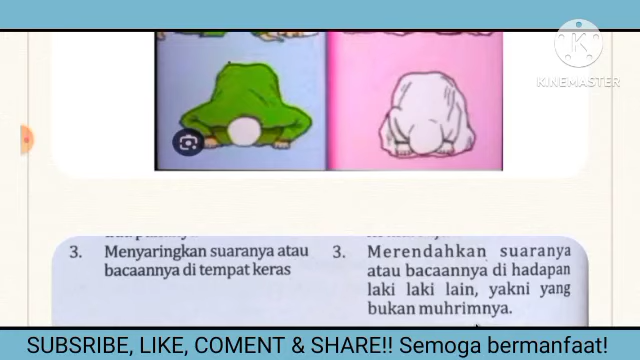 KINEMASTER
3. Menyaringkan suaranya atau
bacaannya di tempat keras
3. Merendahkan suaranya
atau bacaannya di hadapan
laki laki lain, yakni yang
bukan muhrimnya.
SUBSRIBE, LIKE, COMENT & SHARE!! Semoga bermanfaat!